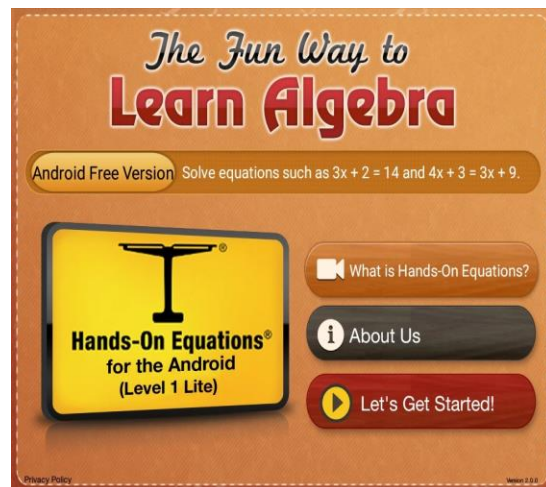 The Fun Way to
Learn Algebra
Android Free Version
Solve equations such as 3x + 2 = 14 and 4x + 3 = 3x + 9.
®
Hands-On Equations®
for the Android
(Level 1 Lite)
What is Hands-On Equations?
i About Us
Let's Get Started!
Privacy Policy
Version 2.0.0